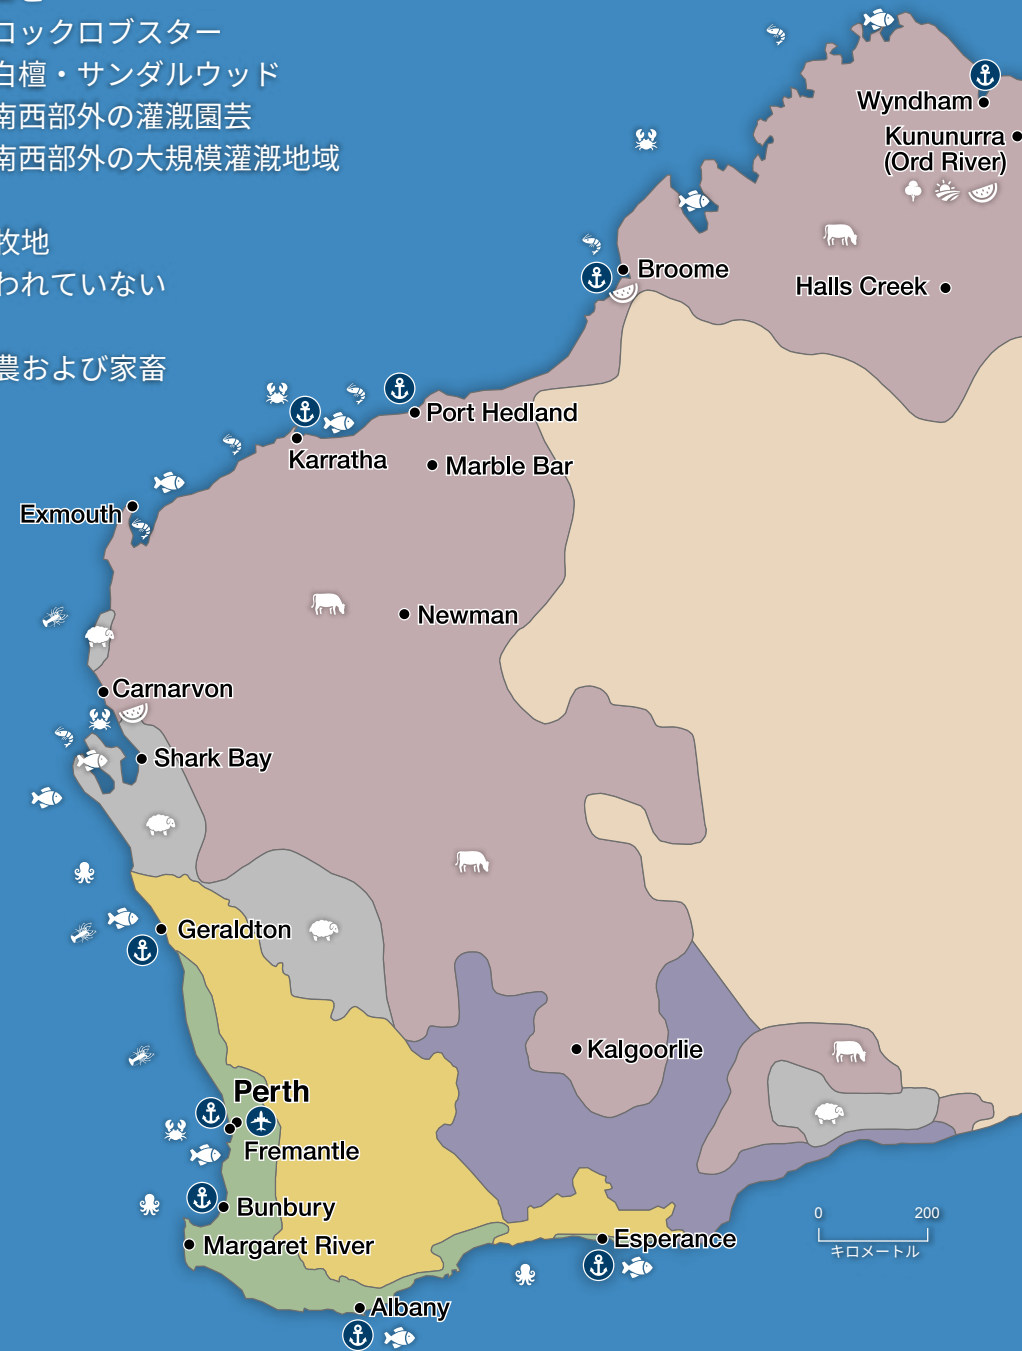 ロックロブスター
白檀・サンダルウッド
南西部外の灌漑園芸
南西部外の大規模灌漑地域
牧地
われていない
農および家畜
Wyndham
Kununurra
(Ord River)
Broome
Halls Creek
Port Hedland
Karratha
Marble Bar
Exmouth
Newman
Carnarvon
Shark Bay
Geraldton
Kalgoorlie
Perth
Fremantle
Bunbury
Margaret River
Esperance
Albany
0 200
キロメートル